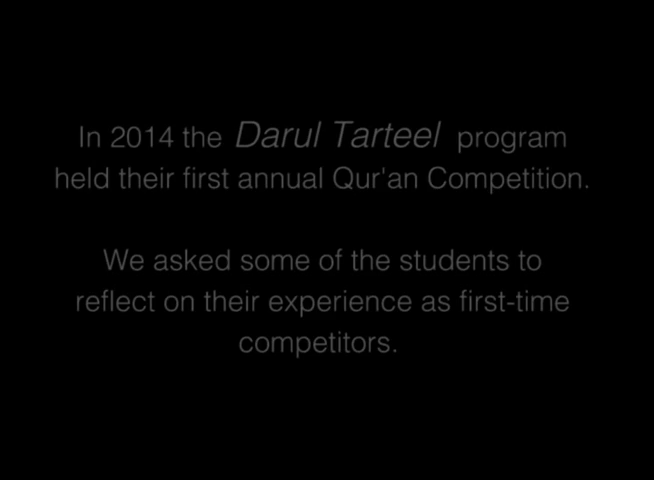 In 2014 the Darul Tarteel program
held their first annual Qur'an Competition.
We asked some of the students to
reflect on their experience as first-time
competitors.